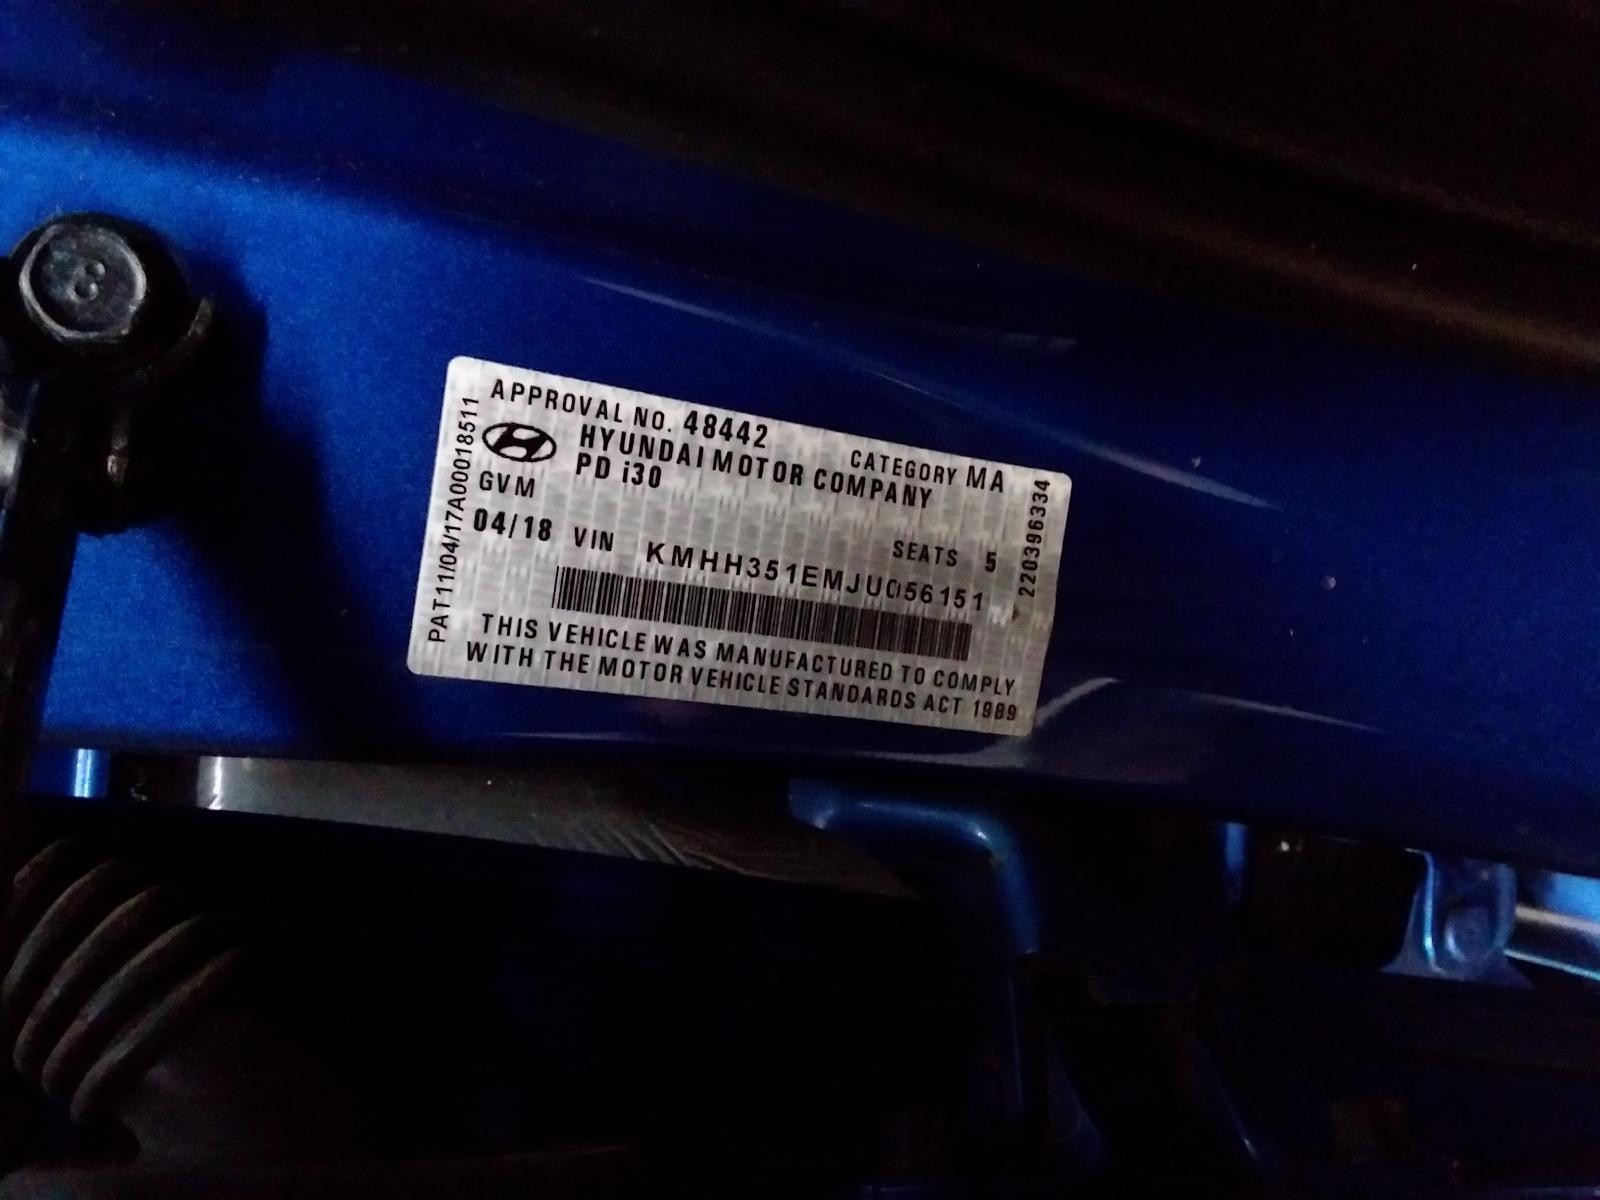 APPROVAL NO. 48442 CATEGORY MA
HYUNDAI MOTOR COMPANY
PD i30
GVM SEATS 5
04/18 VIN KMHH351EMJU056151
THIS VEHICLE WAS MANUFACTURED TO COMPLY
WITH THE MOTOR VEHICLE STANDARDS ACT 1989
PAT11/04/17A00018511
220396334
8